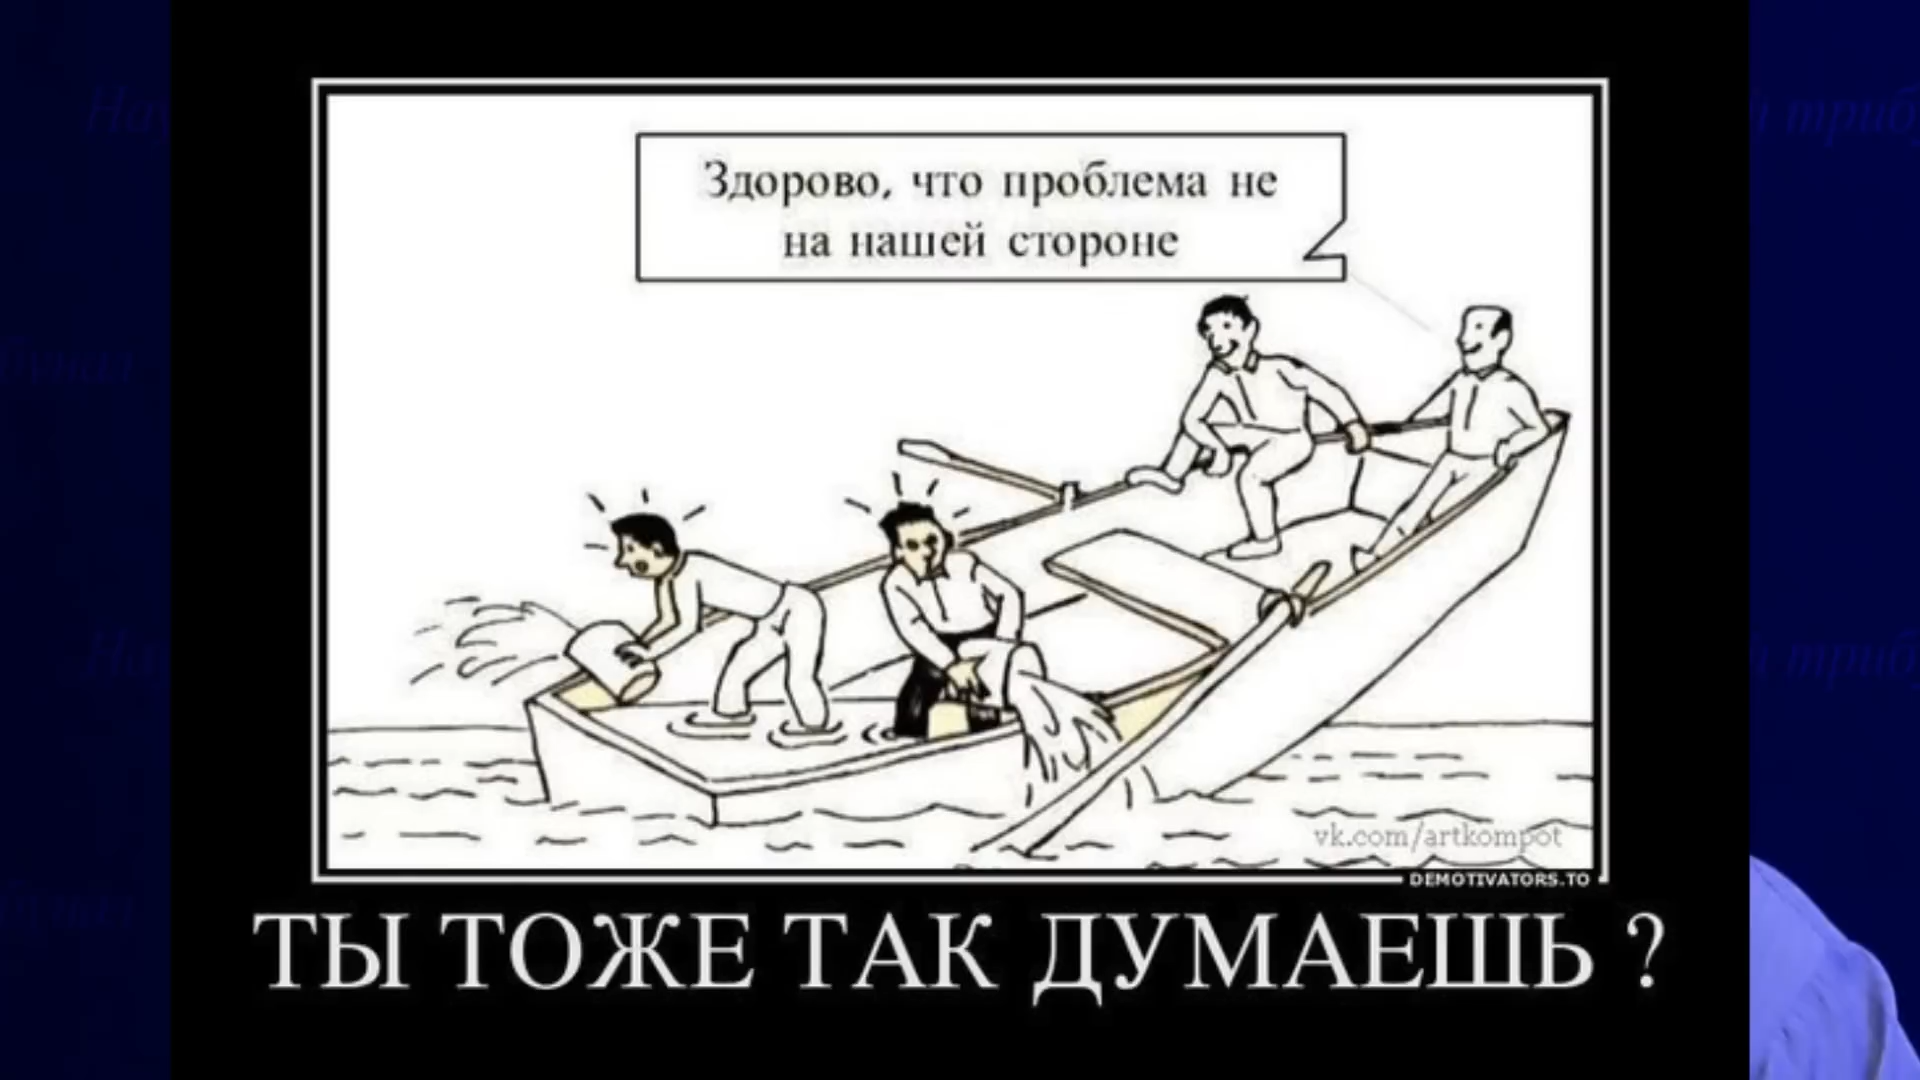 Здорово, что проблема не
на нашей стороне
vk.com/artkompot
DEMOTIVATORS.TO
ТЫ ТОЖЕ ТАК ДУМАЕШЬ ?